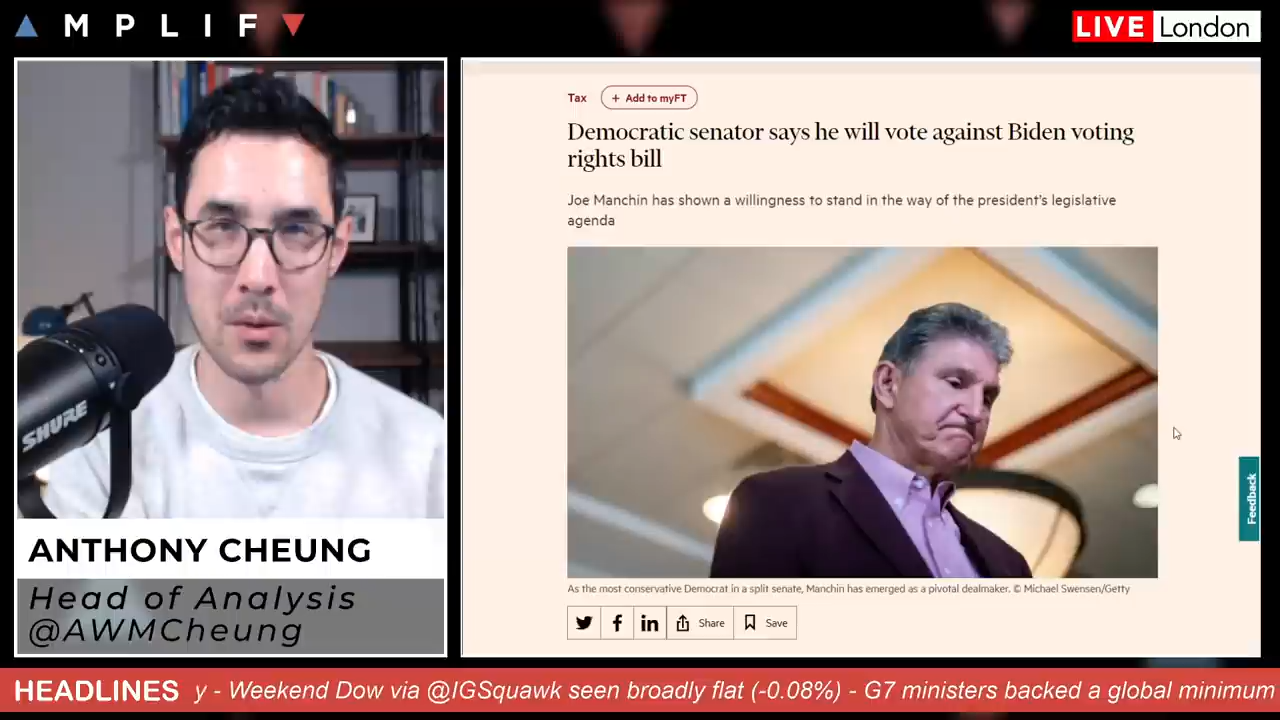 ▲ M P L I F ▼
LIVE London
Tax
+ Add to myFT
Democratic senator says he will vote against Biden voting
rights bill
Joe Manchin has shown a willingness to stand in the way of the president's legislative
agenda
SHURE
Feedback
As the most conservative Democrat in a split senate, Manchin has emerged as a pivotal dealmaker. © Michael Swensen/Getty
Share
Save
ANTHONY CHEUNG
Head of Analysis
@AWMCheung
HEADLINES y - Weekend Dow via @IGSquawk seen broadly flat (-0.08%) - G7 ministers backed a global minimum